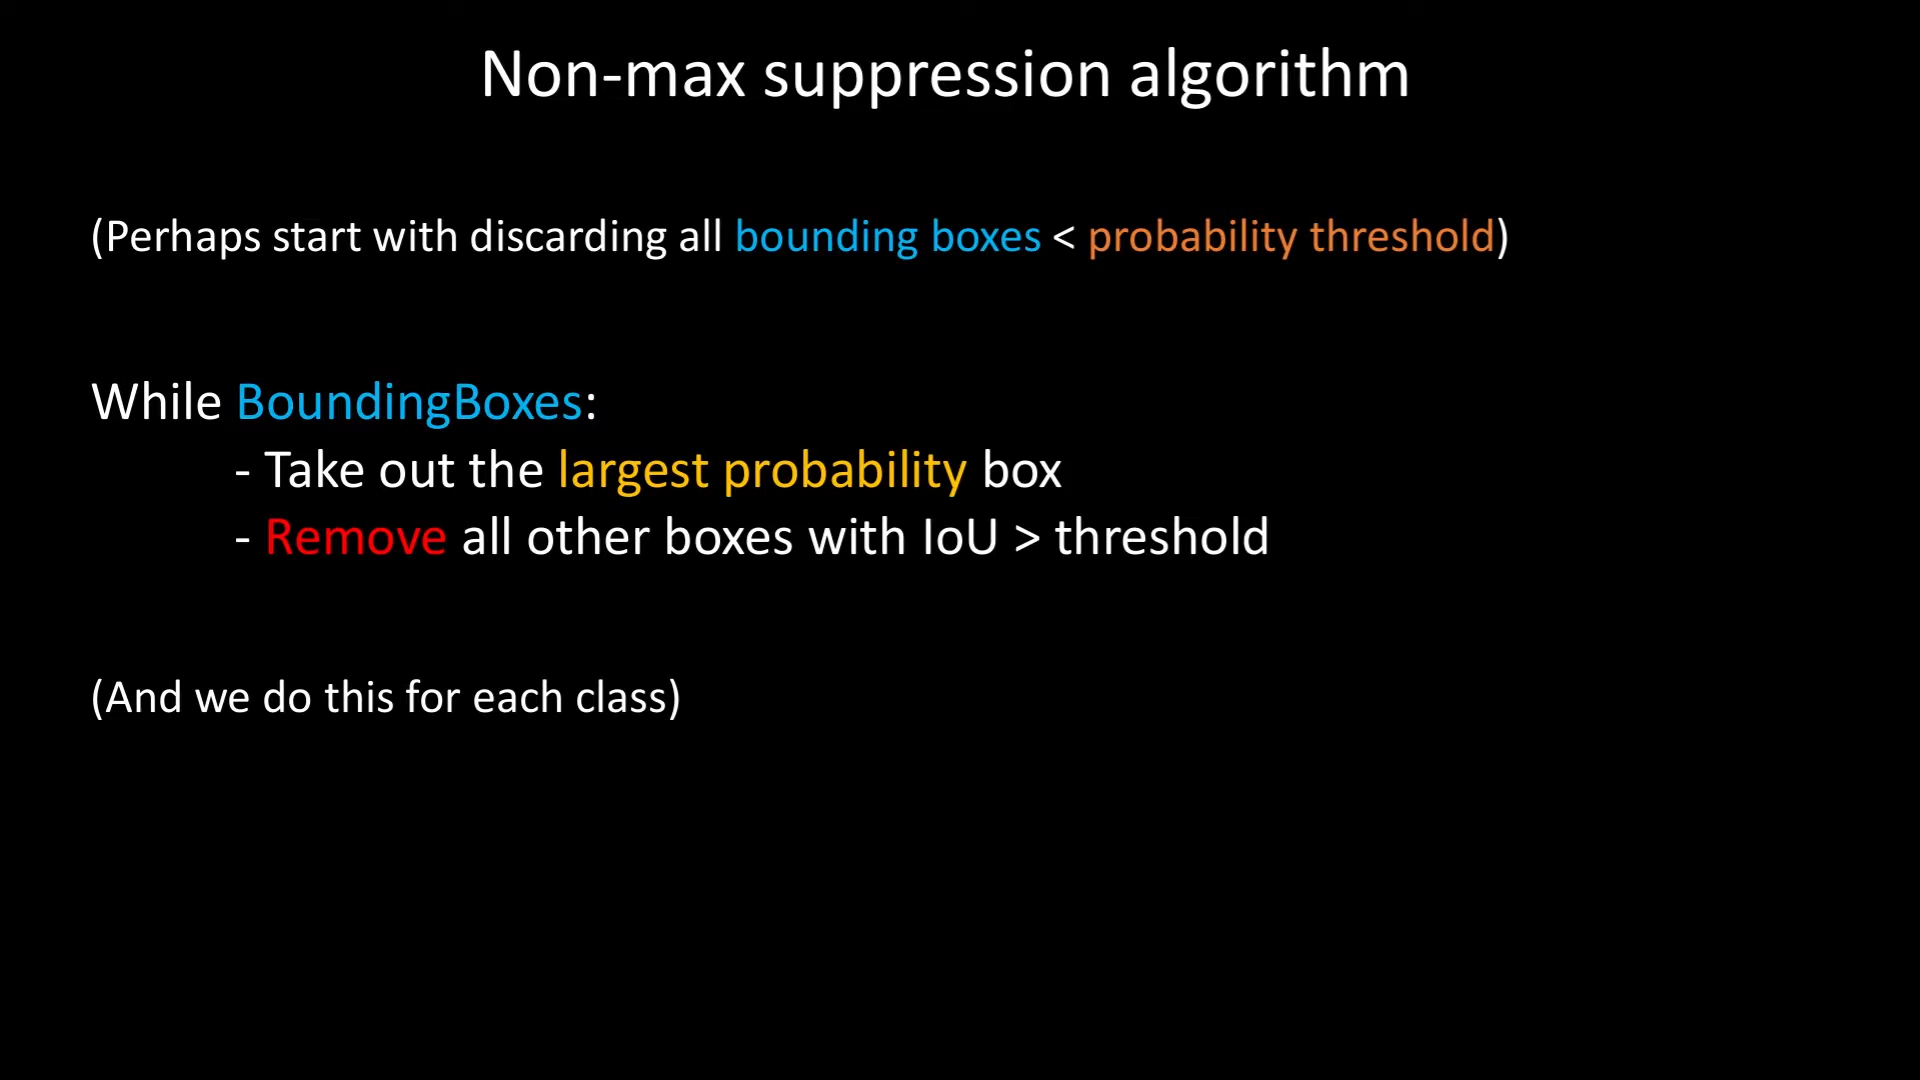 Non-max suppression algorithm
(Perhaps start with discarding all bounding boxes < probability threshold)
While BoundingBoxes:
- Take out the largest probability box
- Remove all other boxes with IoU > threshold
(And we do this for each class)